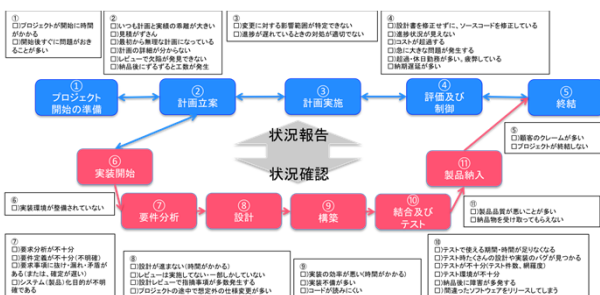 ①
□プロジェクトが開始に時間
がかかる
□開始後すぐに問題がおき
ることが多い
②
□いつも計画と実績の乖離が大きい
□見積がずさん
□最初から無理な計画になっている
□計画の詳細が分からない
□レビューで欠陥が発見できない
□納品後にずるずると工数が発生
③
□変更に対する影響範囲が特定できない
□進捗が遅れているときの対処が適切でない
④
□設計書を修正せずに、ソースコードを修正している
□進捗状況が見えない
□コストが超過する
□急に大きな問題が発生する
□超過・休日勤務が多い、疲弊している
□納期遅延が多い
①
プロジェクト
開始の準備
②
計画立案
③
計画実施
④
評価及び
制御
⑤
終結
状況報告
状況確認
⑤
□顧客のクレームが多い
□プロジェクトが終結しない
⑥
実装開始
⑪
製品納入
⑥
□実装環境が整備されていない
⑦
要件分析
⑧
設計
⑨
構築
⑩
結合及び
テスト
⑪
□製品品質が悪いことが多い
□納品物を受け取ってもらえない
⑦
□要求分析が不十分
□要件定義が不十分(不明確)
□要求事項に抜け・漏れ・矛盾が
ある(または、確定が遅い)
□システム(製品)化目的が不明
確である
⑧
□設計が進まない(時間がかかる)
□レビューは実施してない・一部しかしていない
□設計レビューで指摘事項が多数発生する
□プロジェクトの途中で想定外の仕様変更が多い
⑨
□実装の効率が悪い(時間がかかる)
□実装不備が多い
□コードが読みにくい
⑩
□テストで使える期間・時間が足りなくなる
□テスト時たくさんの設計や実装のバグが見つかる
□テストが不十分(テスト件数、網羅度)
□テスト環境が不十分
□納品後に障害が多発する
□間違ったソフトウェアをリリースしてしまう